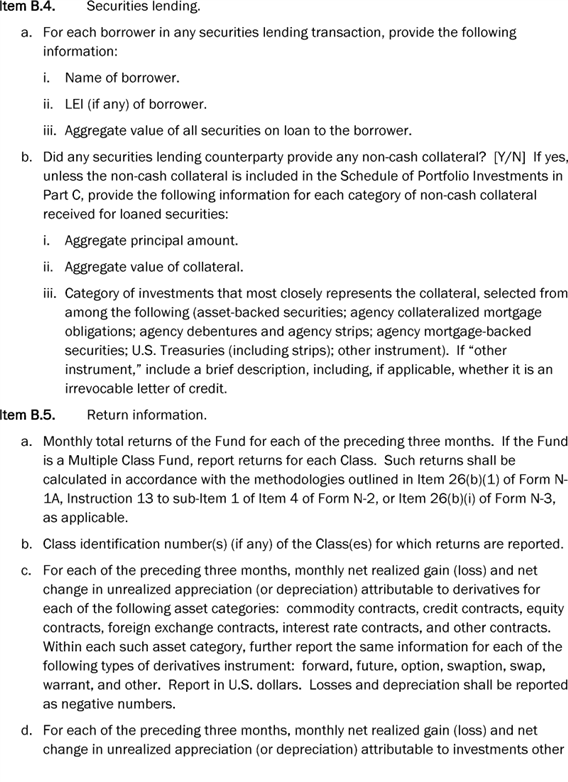 Item B.4. Securities lending.
a. For each borrower in any securities lending transaction, provide the following
information:
i. Name of borrower.
ii. LEI (if any) of borrower.
iii. Aggregate value of all securities on loan to the borrower.
b. Did any securities lending counterparty provide any non-cash collateral? [Y/N] If yes,
unless the non-cash collateral is included in the Schedule of Portfolio Investments in
Part C, provide the following information for each category of non-cash collateral
received for loaned securities:
i. Aggregate principal amount.
ii. Aggregate value of collateral.
iii. Category of investments that most closely represents the collateral, selected from
among the following (asset-backed securities; agency collateralized mortgage
obligations; agency debentures and agency strips; agency mortgage-backed
securities; U.S. Treasuries (including strips); other instrument). If “other
instrument,” include a brief description, including, if applicable, whether it is an
irrevocable letter of credit.
Item B.5. Return information.
a. Monthly total returns of the Fund for each of the preceding three months. If the Fund
is a Multiple Class Fund, report returns for each Class. Such returns shall be
calculated in accordance with the methodologies outlined in Item 26(b)(1) of Form N-
1A, Instruction 13 to sub-Item 1 of Item 4 of Form N-2, or Item 26(b)(i) of Form N-3,
as applicable.
b. Class identification number(s) (if any) of the Class(es) for which returns are reported.
c. For each of the preceding three months, monthly net realized gain (loss) and net
change in unrealized appreciation (or depreciation) attributable to derivatives for
each of the following asset categories: commodity contracts, credit contracts, equity
contracts, foreign exchange contracts, interest rate contracts, and other contracts.
Within each such asset category, further report the same information for each of the
following types of derivatives instrument: forward, future, option, swaption, swap,
warrant, and other. Report in U.S. dollars. Losses and depreciation shall be reported
as negative numbers.
d. For each of the preceding three months, monthly net realized gain (loss) and net
change in unrealized appreciation (or depreciation) attributable to investments other